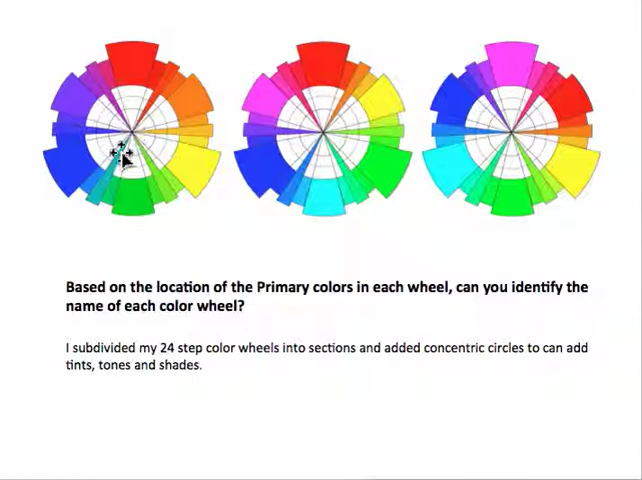 Based on the location of the Primary colors in each wheel, can you identify the
name of each color wheel?
I subdivided my 24 step color wheels into sections and added concentric circles to can add
tints, tones and shades.